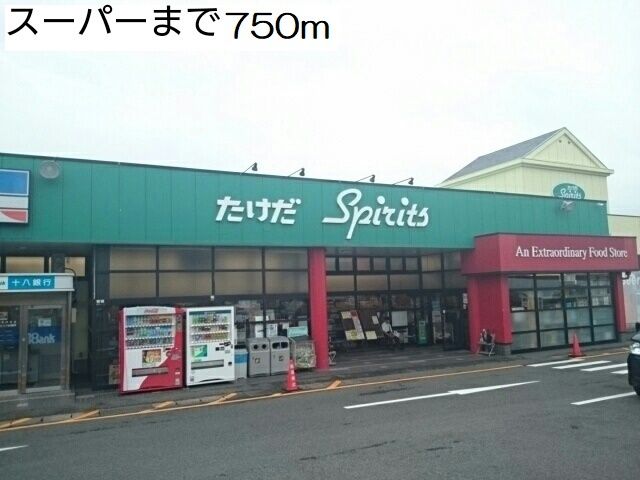 スーパーまで750m
たけだ Spirits
Spirits
An Extraordinary Food Store
十八銀行
Bank